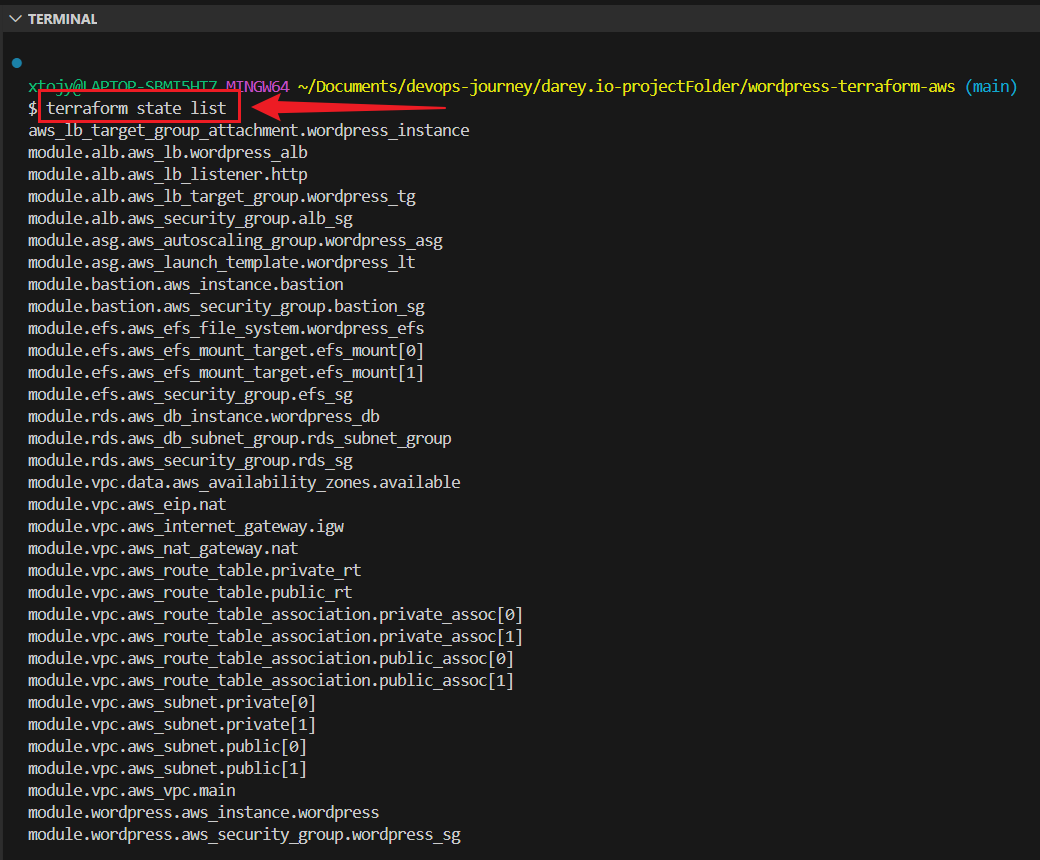 TERMINAL
xtojy@LAPTOP-SBMI5HT7 MINGW64 ~/Documents/devops-journey/darey.io-projectFolder/wordpress-terraform-aws (main)
$ terraform state list
aws_lb_target_group_attachment.wordpress_instance
module.alb.aws_lb.wordpress_alb
module.alb.aws_lb_listener.http
module.alb.aws_lb_target_group.wordpress_tg
module.alb.aws_security_group.alb_sg
module.asg.aws_autoscaling_group.wordpress_asg
module.asg.aws_launch_template.wordpress_lt
module.bastion.aws_instance.bastion
module.bastion.aws_security_group.bastion_sg
module.efs.aws_efs_file_system.wordpress_efs
module.efs.aws_efs_mount_target.efs_mount[0]
module.efs.aws_efs_mount_target.efs_mount[1]
module.efs.aws_security_group.efs_sg
module.rds.aws_db_instance.wordpress_db
module.rds.aws_db_subnet_group.rds_subnet_group
module.rds.aws_security_group.rds_sg
module.vpc.data.aws_availability_zones.available
module.vpc.aws_eip.nat
module.vpc.aws_internet_gateway.igw
module.vpc.aws_nat_gateway.nat
module.vpc.aws_route_table.private_rt
module.vpc.aws_route_table.public_rt
module.vpc.aws_route_table_association.private_assoc[0]
module.vpc.aws_route_table_association.private_assoc[1]
module.vpc.aws_route_table_association.public_assoc[0]
module.vpc.aws_route_table_association.public_assoc[1]
module.vpc.aws_subnet.private[0]
module.vpc.aws_subnet.private[1]
module.vpc.aws_subnet.public[0]
module.vpc.aws_subnet.public[1]
module.vpc.aws_vpc.main
module.wordpress.aws_instance.wordpress
module.wordpress.aws_security_group.wordpress_sg